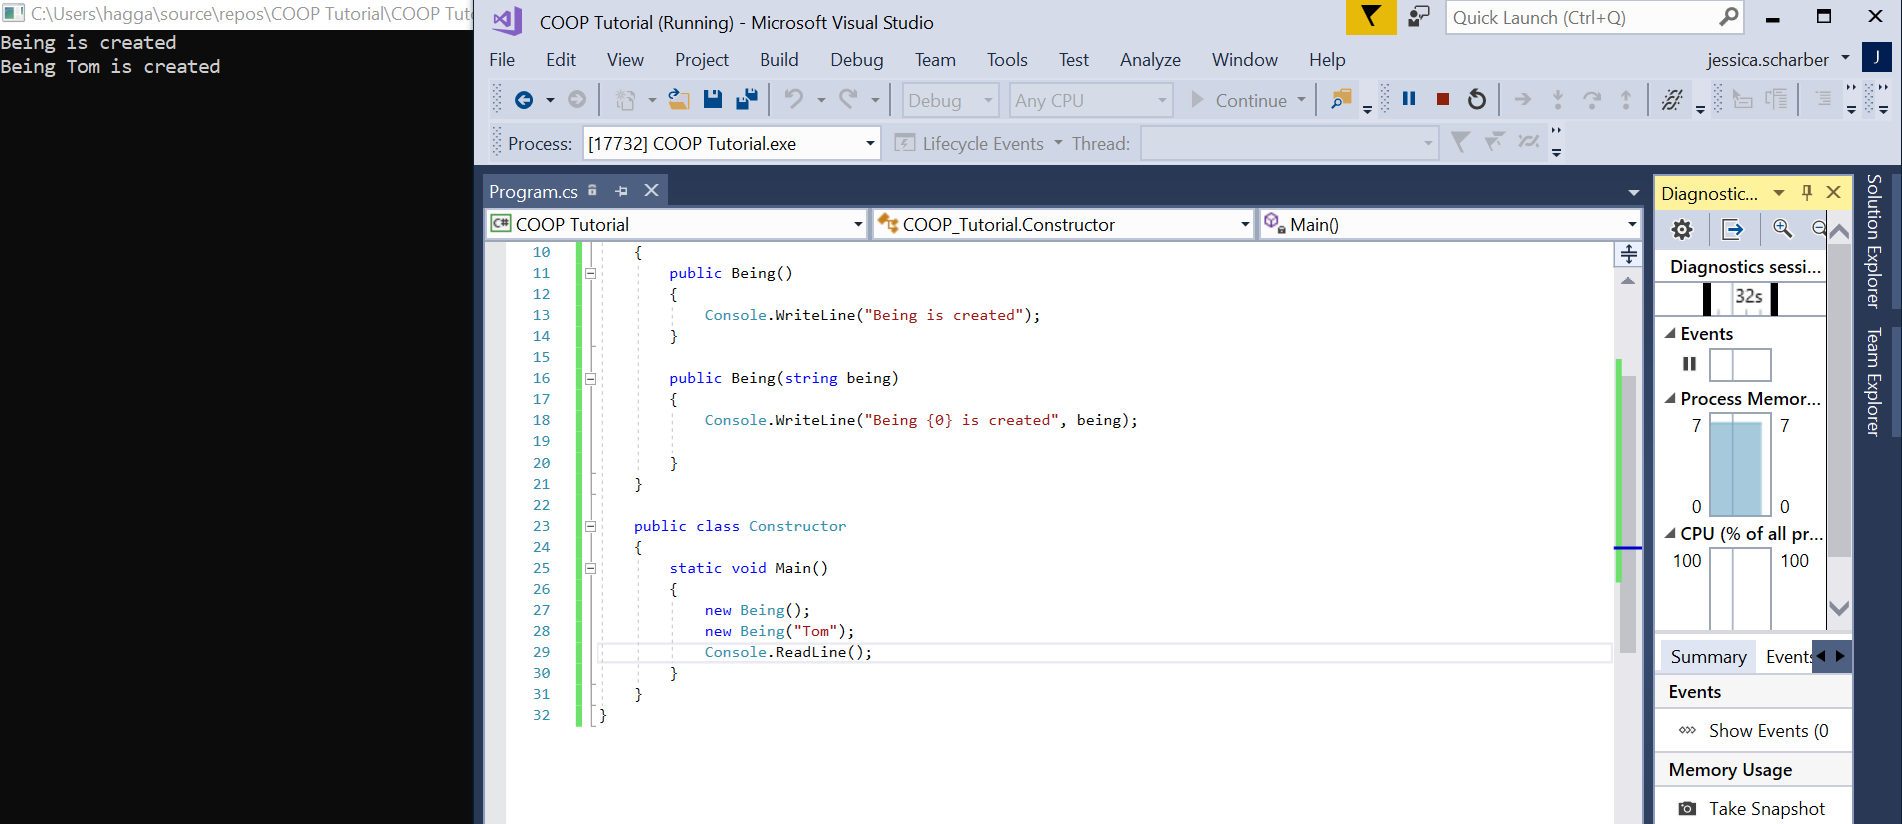 C:\Users\hagga\source\repos\COOP Tutorial\COOP Tut
Being is created
Being Tom is created
COOP Tutorial (Running) - Microsoft Visual Studio
Quick Launch (Ctrl+Q)
File Edit View Project Build Debug Team Tools Test Analyze Window Help
jessica.scharber
J
Debug Any CPU Continue
Process: [17732] COOP Tutorial.exe Lifecycle Events Thread:
Program.cs
COOP Tutorial COOP_Tutorial.Constructor Main()
10 {
11 public Being()
12 {
13 Console.WriteLine("Being is created");
14 }
15
16 public Being(string being)
17 {
18 Console.WriteLine("Being {0} is created", being);
19
20 }
21 }
22
23 public class Constructor
24 {
25 static void Main()
26 {
27 new Being();
28 new Being("Tom");
29 Console.ReadLine();
30 }
31 }
32 }
Diagnostic...
Diagnostics sessi...
32s
Events
Process Memor...
7 7
0 0
CPU (% of all pr...
100 100
Summary Events
Events
Show Events (0
Memory Usage
Take Snapshot
Solution Explorer
Team Explorer